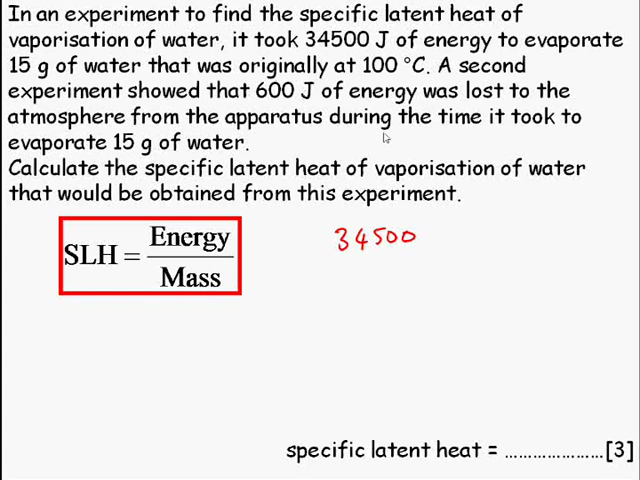 In an experiment to find the specific latent heat of
vaporisation of water, it took 34500 J of energy to evaporate
15 g of water that was originally at 100 °C. A second
experiment showed that 600 J of energy was lost to the
atmosphere from the apparatus during the time it took to
evaporate 15 g of water.
Calculate the specific latent heat of vaporisation of water
that would be obtained from this experiment.
SLH = Energy / Mass
34500
specific latent heat = .....................[3]